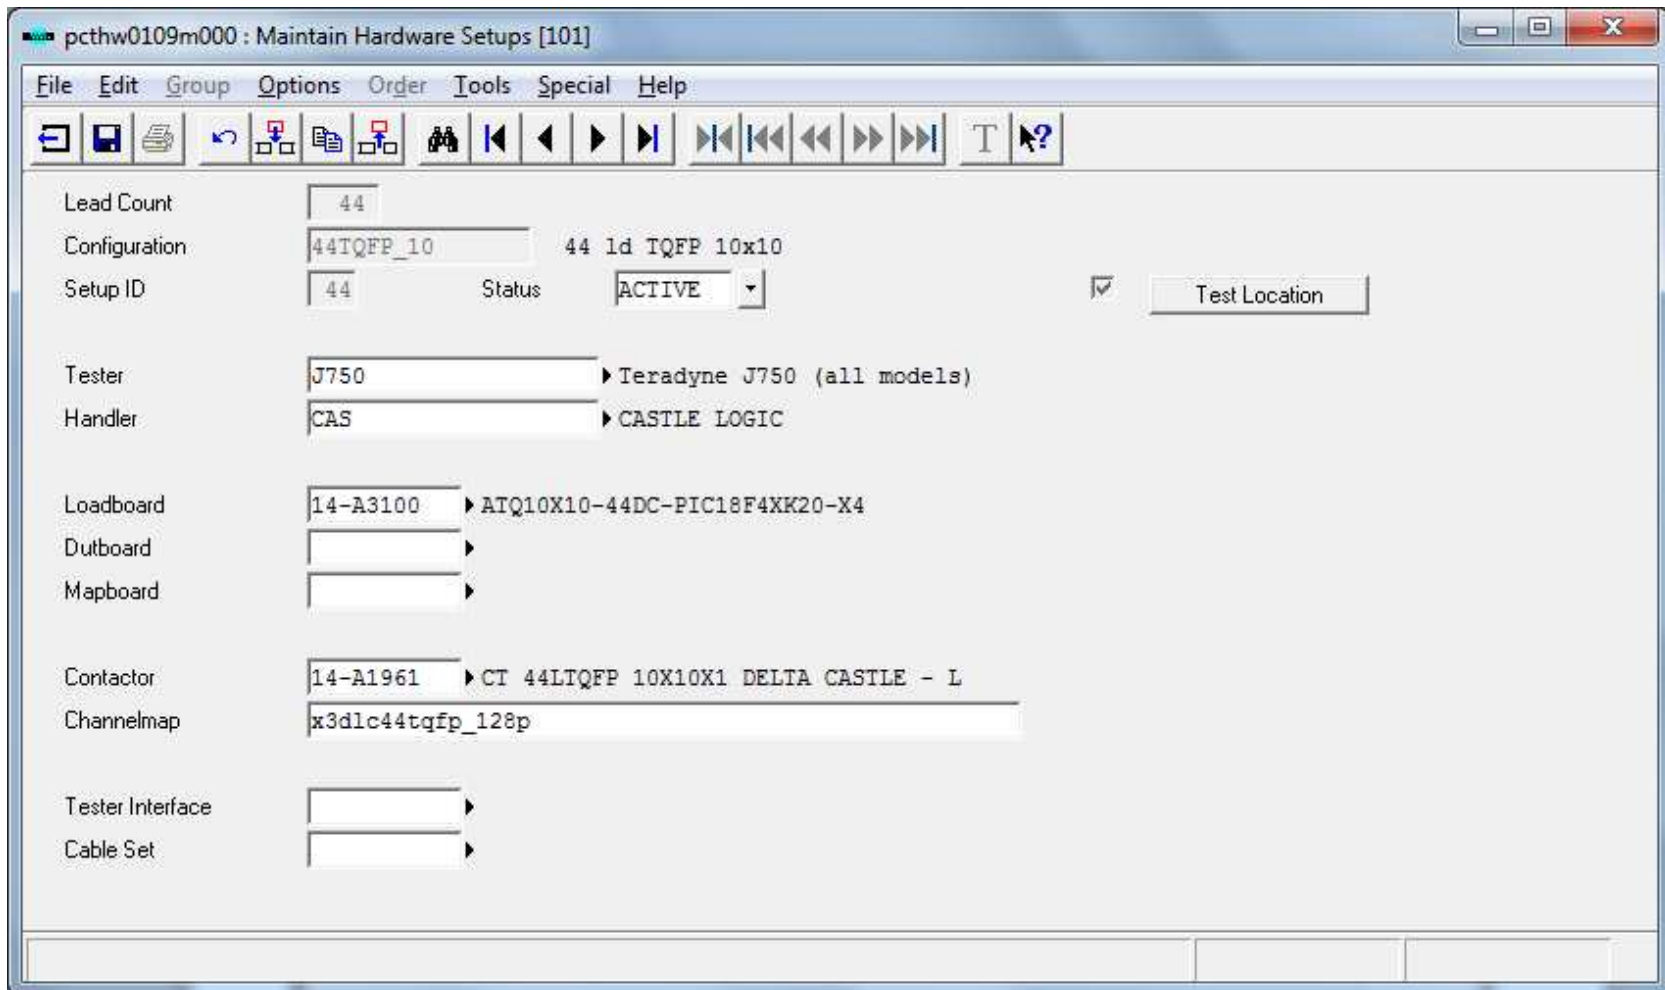 pcthw0109m000 : Maintain Hardware Setups [101]
File Edit Group Options Order Tools Special Help
T ?
Lead Count 44
Configuration 44TQFP_10 44 ld TQFP 10x10
Setup ID 44 Status ACTIVE Test Location
Tester J750 Teradyne J750 (all models)
Handler CAS CASTLE LOGIC
Loadboard 14-A3100 ATQ10X10-44DC-PIC18F4XK20-X4
Dutboard
Mapboard
Contactor 14-A1961 CT 44LTQFP 10X10X1 DELTA CASTLE - L
Channelmap x3dlc44tqfp_128p
Tester Interface
Cable Set